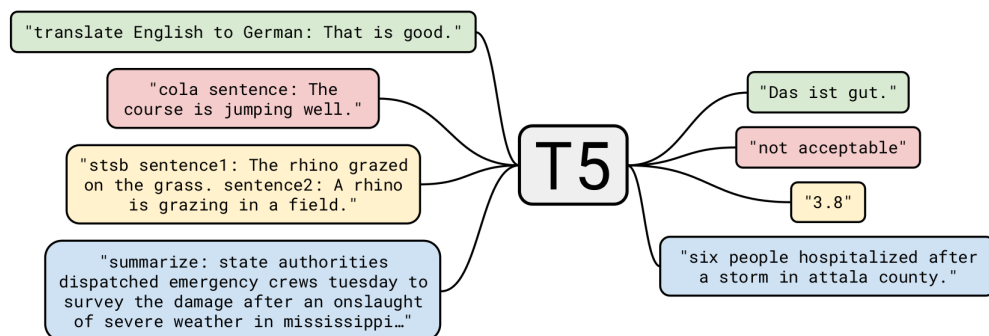 "translate English to German: That is good."
"cola sentence: The
course is jumping well."
"stsb sentence1: The rhino grazed
on the grass. sentence2: A rhino
is grazing in a field."
"summarize: state authorities
dispatched emergency crews tuesday to
survey the damage after an onslaught
of severe weather in mississippi…"
T5
"Das ist gut."
"not acceptable"
"3.8"
"six people hospitalized after
a storm in attala county."